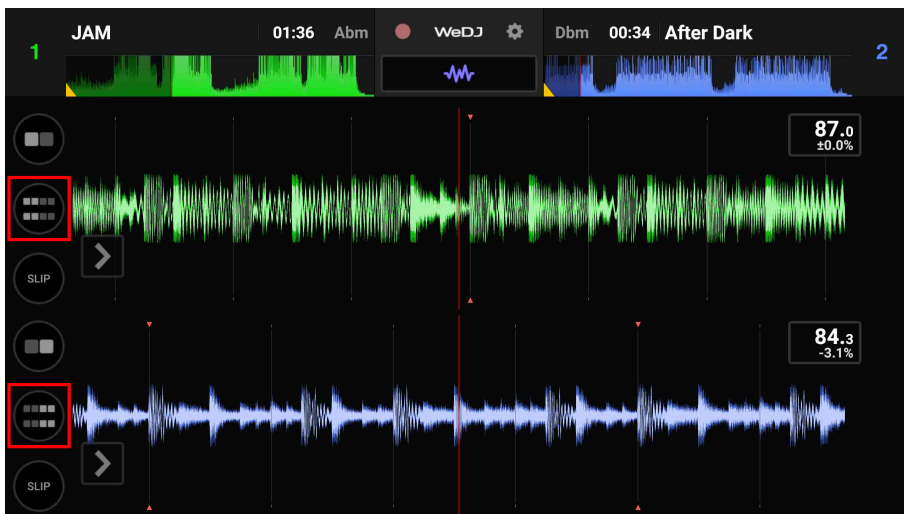 1
JAM
01:36 Abm
WeDJ
Dbm 00:34 After Dark
2
87.0
±0.0%
SLIP
84.3
-3.1%
SLIP